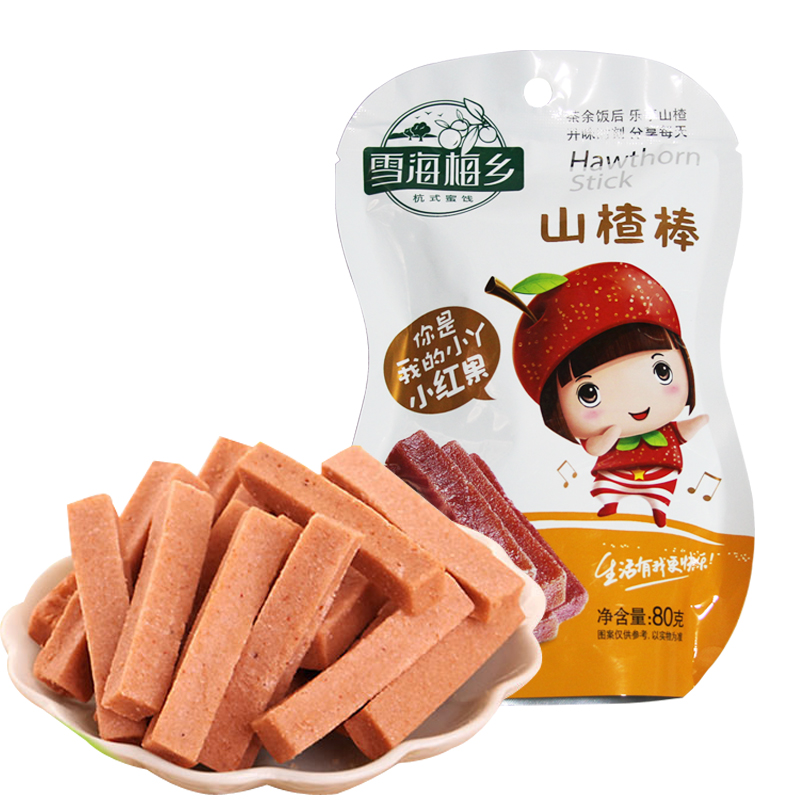 雪海梅乡
杭式蜜饯
茶余饭后 乐享山楂
开味 分享每天
Hawthorn
Stick
山楂棒
你是
我的小丫
小红果
生活有我更快乐!
净含量:80克
图案仅供参考,以实物为准